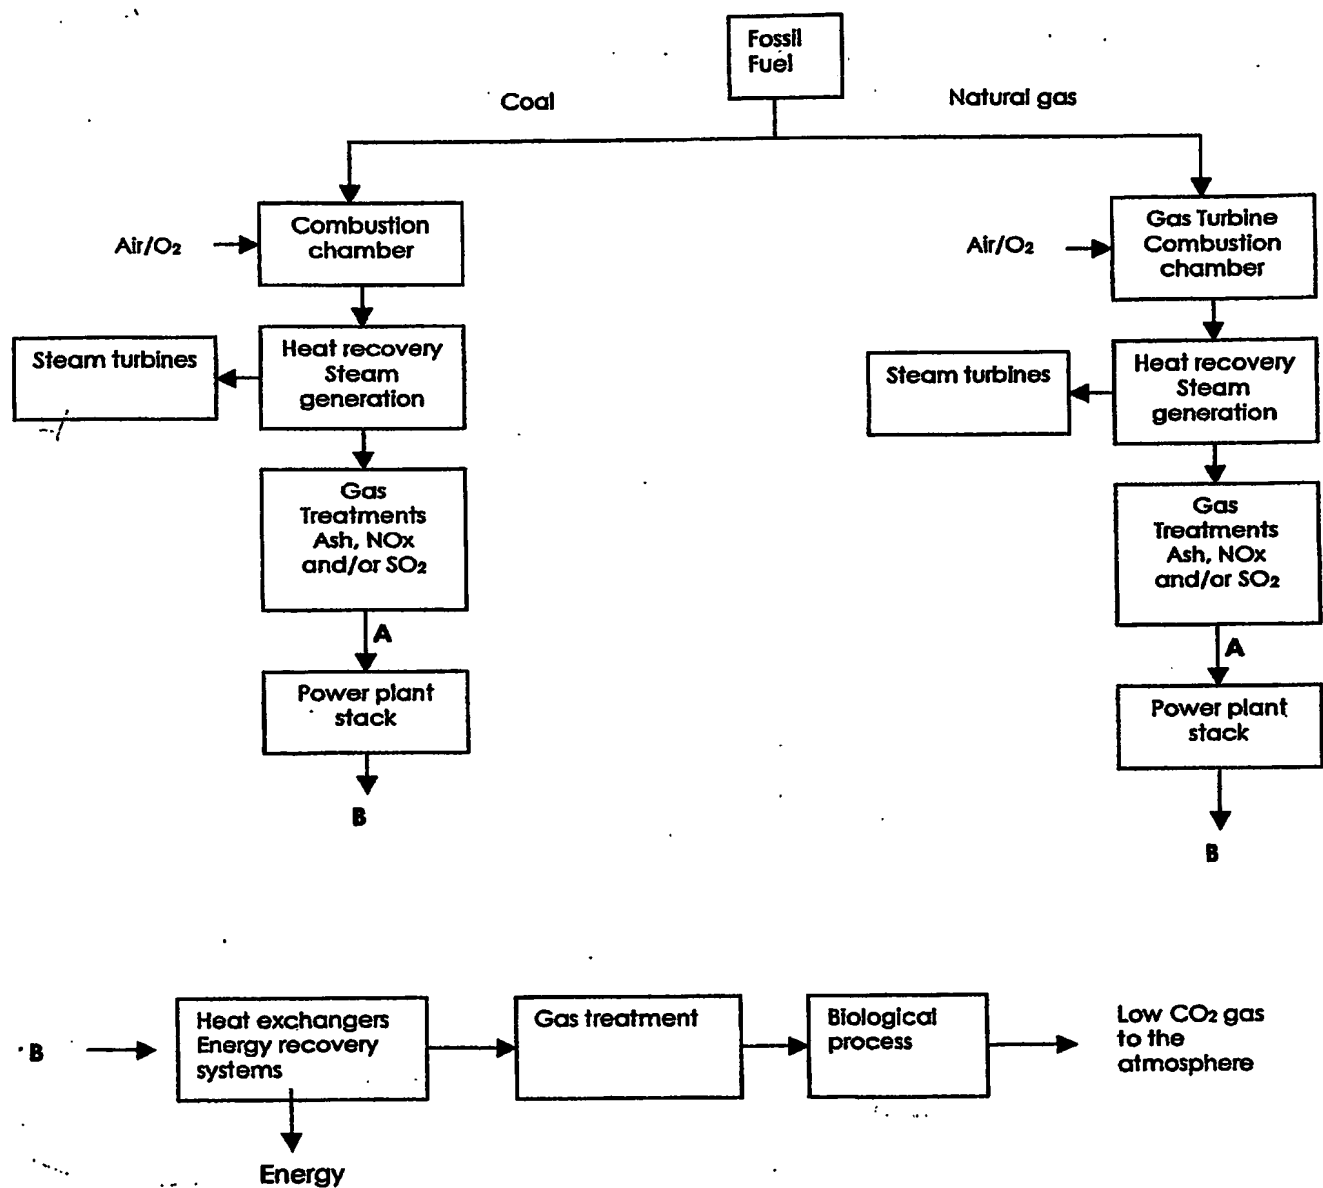 Fossil
Fuel
Coal
Natural gas
Combustion
chamber
Air/O₂
Heat recovery
Steam
generation
Steam turbines
Gas
Treatments
Ash, NOx
and/or SO₂
A
Power plant
stack
B
Gas Turbine
Combustion
chamber
Air/O₂
Heat recovery
Steam
generation
Steam turbines
Gas
Treatments
Ash, NOx
and/or SO₂
A
Power plant
stack
B
B
Heat exchangers
Energy recovery
systems
Energy
Gas treatment
Biological
process
Low CO₂ gas
to the
atmosphere